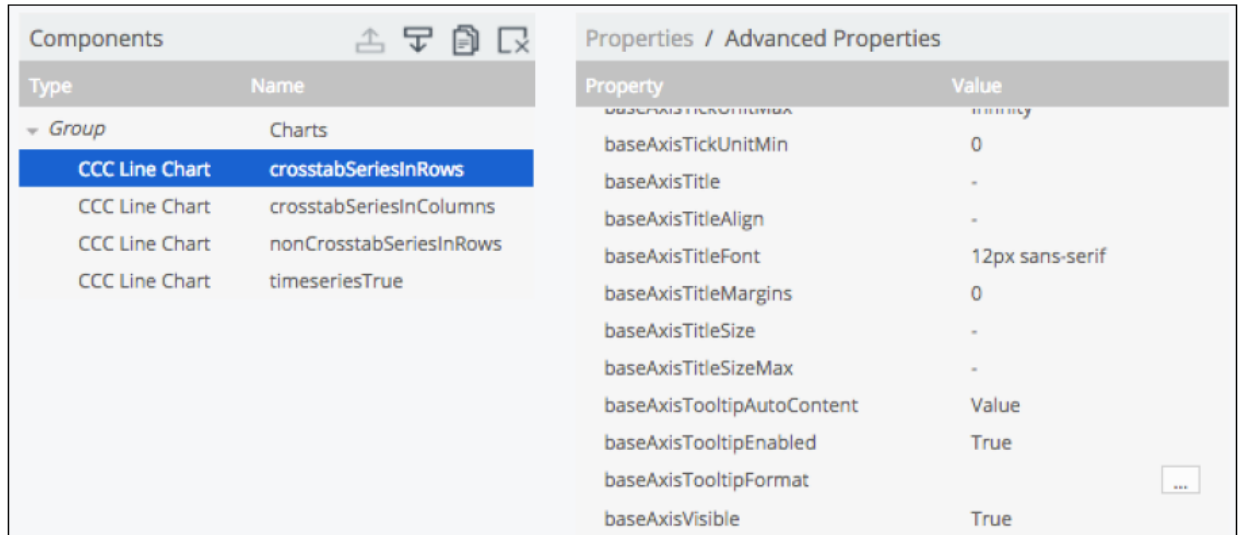 Components
Type Name
Group Charts
CCC Line Chart crosstabSeriesInRows
CCC Line Chart crosstabSeriesInColumns
CCC Line Chart nonCrosstabSeriesInRows
CCC Line Chart timeseriesTrue
Properties / Advanced Properties
Property Value
baseAxisTickUnitMax Infinity
baseAxisTickUnitMin 0
baseAxisTitle -
baseAxisTitleAlign -
baseAxisTitleFont 12px sans-serif
baseAxisTitleMargins 0
baseAxisTitleSize -
baseAxisTitleSizeMax -
baseAxisTooltipAutoContent Value
baseAxisTooltipEnabled True
baseAxisTooltipFormat ...
baseAxisVisible True